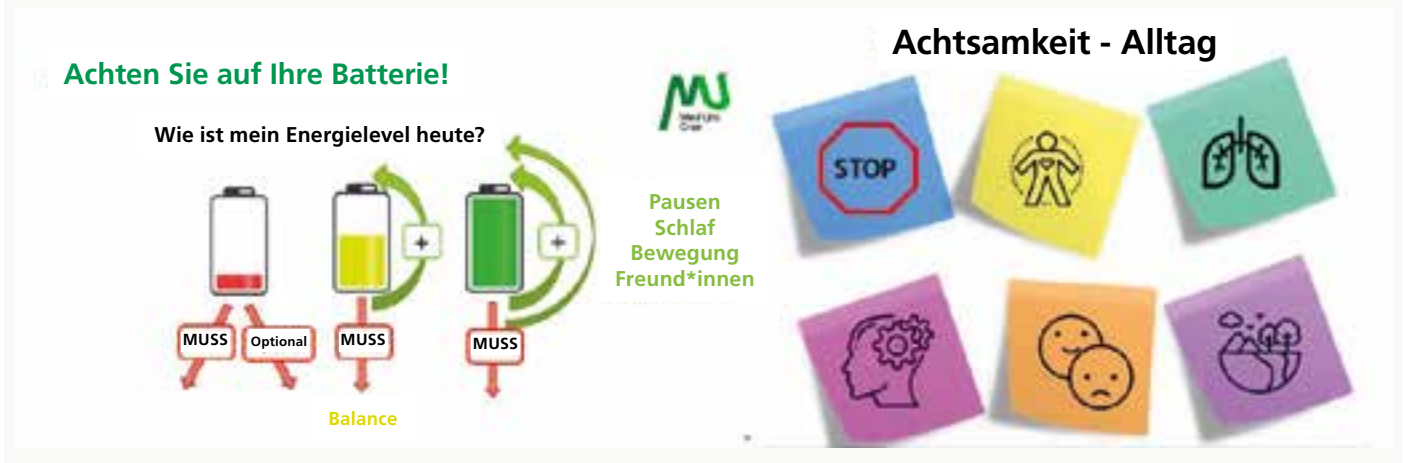 Achten Sie auf Ihre Batterie!
Wie ist mein Energielevel heute?
+
+
MUSS
Optional
MUSS
MUSS
Balance
Pausen
Schlaf
Bewegung
Freund*innen
Achtsamkeit - Alltag
STOP